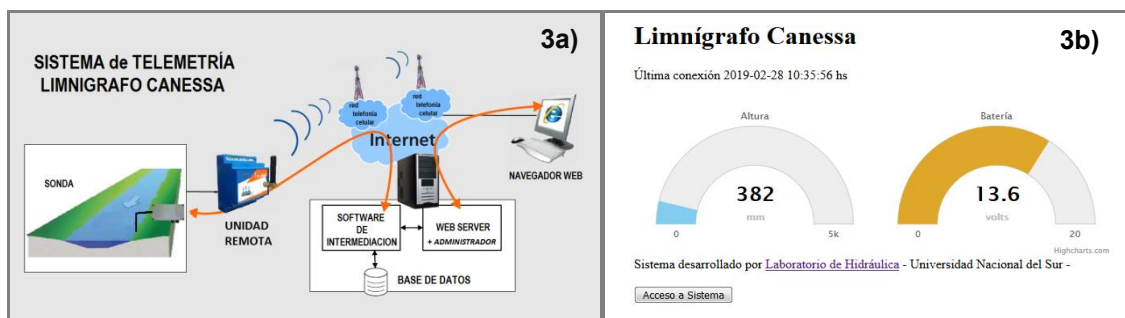 3a)
SISTEMA de TELEMETRÍA
LIMNIGRAFO CANESSA
red
telefonía
celular
red
telefonía
celular
Internet
NAVEGADOR WEB
SONDA
UNIDAD
REMOTA
SOFTWARE
DE
INTERMEDIACION
WEB SERVER
+ ADMINISTRADOR
BASE DE DATOS
3b)
Limnígrafo Canessa
Última conexión 2019-02-28 10:35:56 hs
Altura
382
mm
0
5k
Batería
13.6
volts
0
20
Highcharts.com
Sistema desarrollado por Laboratorio de Hidráulica - Universidad Nacional del Sur -
Acceso a Sistema